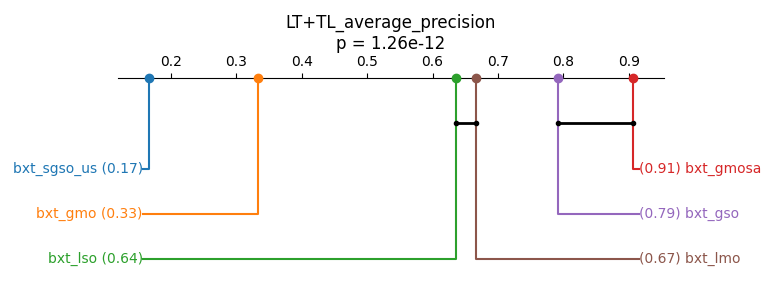 LT+TL_average_precision
p = 1.26e-12
0.2 0.3 0.4 0.5 0.6 0.7 0.8 0.9
bxt_sgso_us (0.17) (0.91) bxt_gmosa
bxt_gmo (0.33) (0.79) bxt_gso
bxt_lso (0.64) (0.67) bxt_lmo